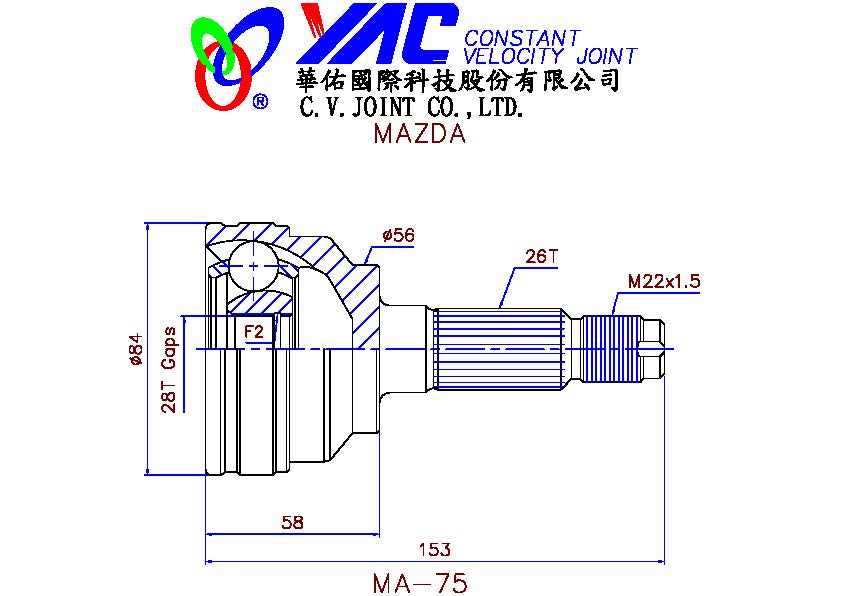 YAC CONSTANT
VELOCITY JOINT
®
華佑國際科技股份有限公司
C.V.JOINT CO.,LTD.
MAZDA
ø56
26T
M22x1.5
F2
ø84
28T Gaps
58
153
MA-75